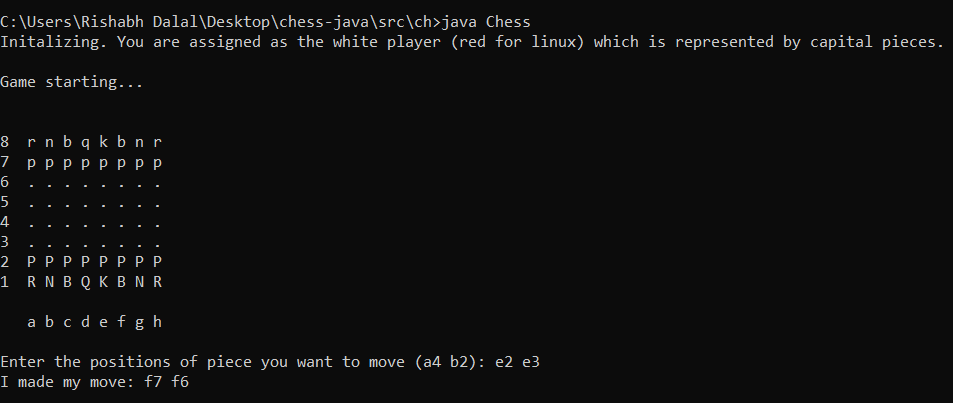 C:\Users\Rishabh Dalal\Desktop\chess-java\src\ch>java Chess
Initalizing. You are assigned as the white player (red for linux) which is represented by capital pieces.
Game starting...
8  r n b q k b n r
7  p p p p p p p p
6  . . . . . . . .
5  . . . . . . . .
4  . . . . . . . .
3  . . . . . . . .
2  P P P P P P P P
1  R N B Q K B N R
   a b c d e f g h
Enter the positions of piece you want to move (a4 b2): e2 e3
I made my move: f7 f6